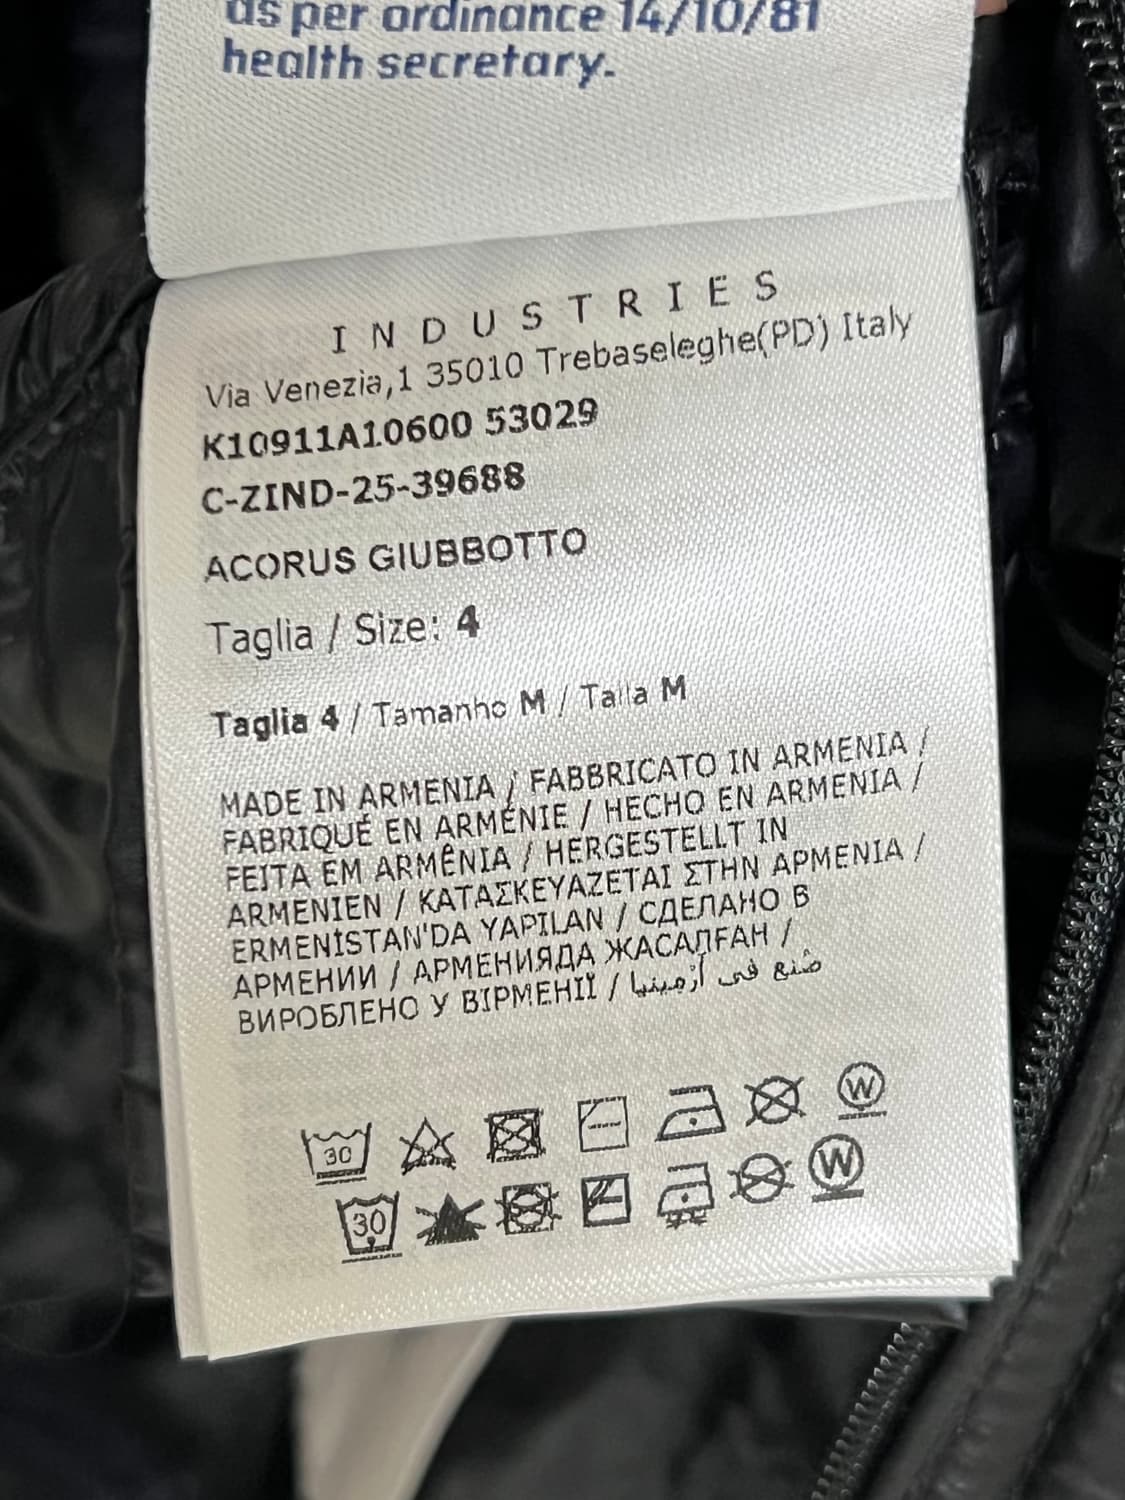 as per ordinance 14/10/81
health secretary.
INDUSTRIES
Via Venezia,1 35010 Trebaseleghe(PD) Italy
K10911A10600 53029
C-ZIND-25-39688
ACORUS GIUBBOTTO
Taglia / Size: 4
Taglia 4 / Tamanho M / Talla M
MADE IN ARMENIA / FABBRICATO IN ARMENIA /
FABRIQUÉ EN ARMÉNIE / HECHO EN ARMENIA /
FEITA EM ARMÊNIA / HERGESTELLT IN
ARMENIEN / ΚΑΤΑΣΚΕΥΑΖΕΤΑΙ ΣΤΗΝ ΑΡΜΕΝΙΑ /
ERMENİSTAN'DA YAPILAN / СДЕЛАНО В
АРМЕНИИ / АРМЕНИЯДА ЖАСАЛҒАН /
ВИРОБЛЕНО У ВІРМЕНІЇ / صُنع في أرمينيا
30 W
30 W